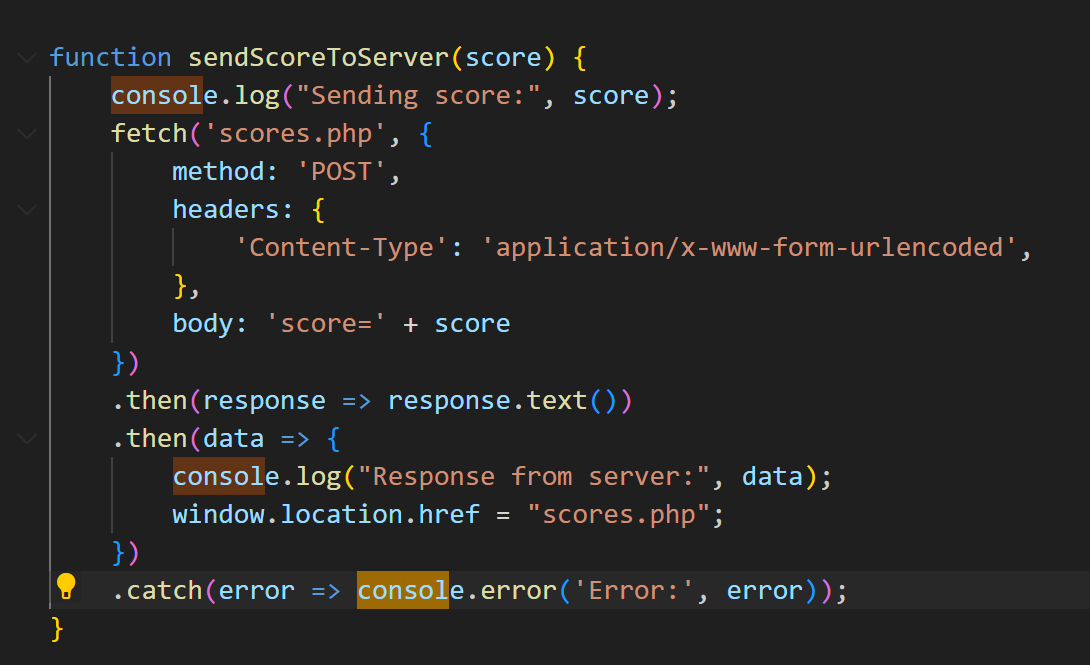 function sendScoreToServer(score) {
    console.log("Sending score:", score);
    fetch('scores.php', {
        method: 'POST',
        headers: {
            'Content-Type': 'application/x-www-form-urlencoded',
        },
        body: 'score=' + score
    })
    .then(response => response.text())
    .then(data => {
        console.log("Response from server:", data);
        window.location.href = "scores.php";
    })
    .catch(error => console.error('Error:', error));
}